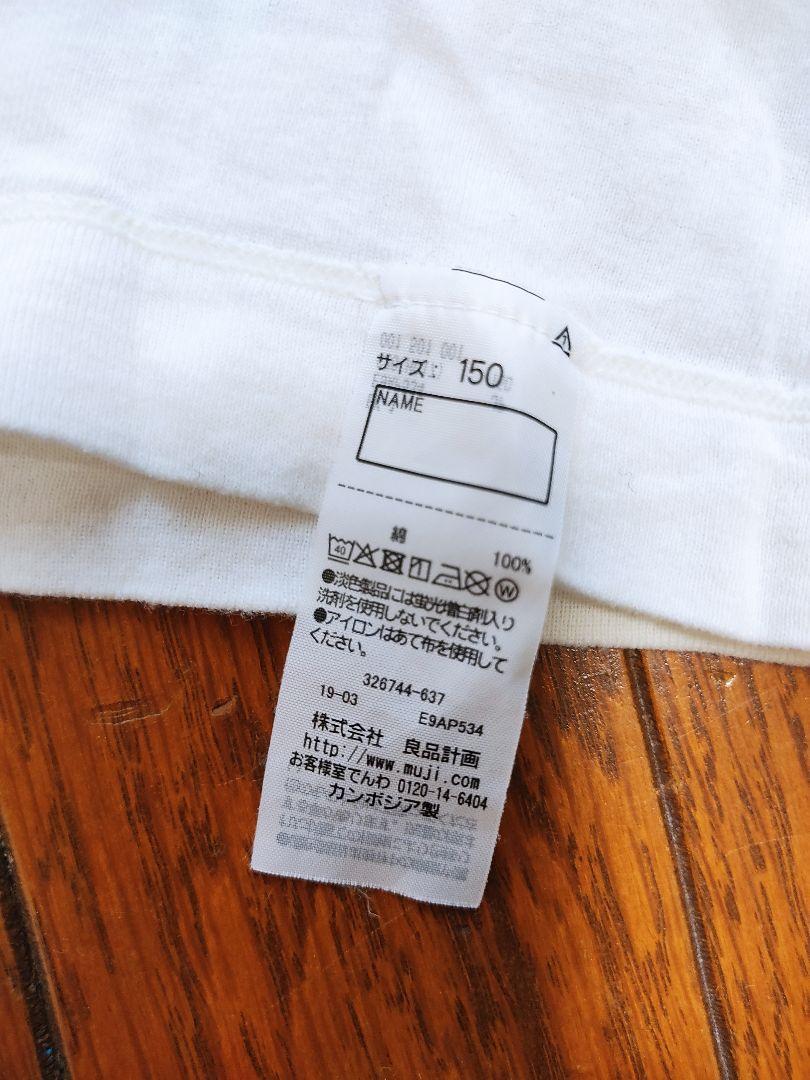 サイズ: 150
NAME
綿 100%
40 W
●淡色製品には蛍光増白剤入り
洗剤を使用しないでください。
●アイロンはあて布を使用して
ください。
326744-637
19-03 E9AP534
株式会社 良品計画
http://www.muji.com
お客様室でんわ 0120-14-6404
カンボジア製